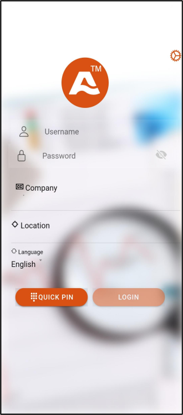 TM
Username
Password
Company
Location
Language
English
QUICK PIN
LOGIN